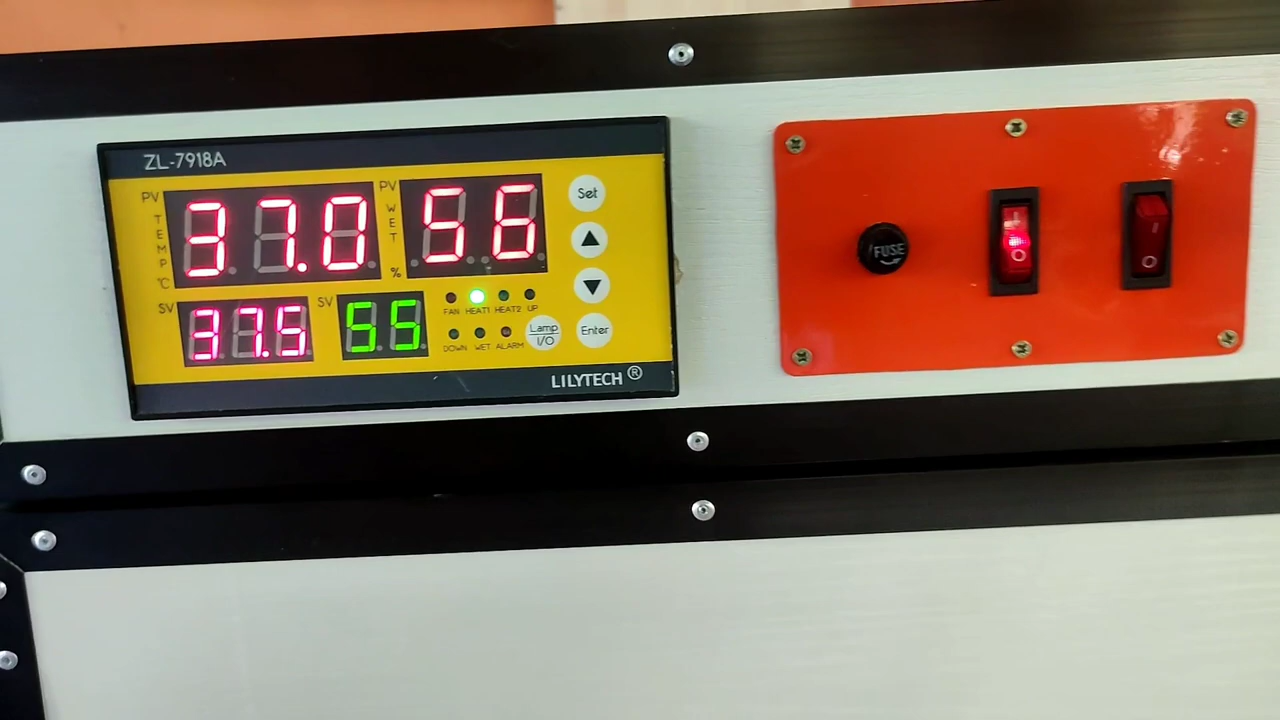 ZL-7918A
PV TEMP °C 37.0
PV WET % 56
Set
SV 37.5
SV 55
FAN HEAT1 HEAT2 UP
DOWN WET ALARM
Lamp
I/O
Enter
LILYTECH®
FUSE